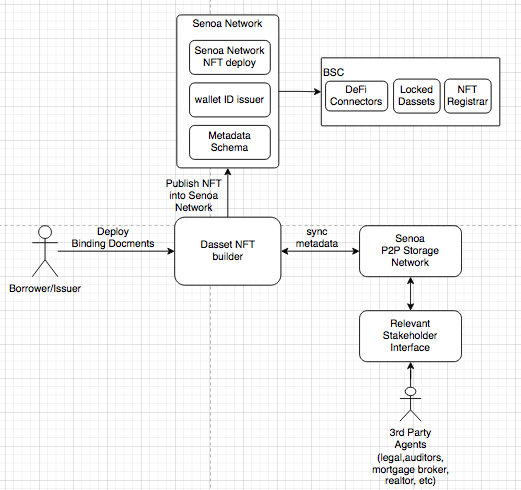 Senoa Network
Senoa Network
NFT deploy
wallet ID issuer
Metadata
Schema
BSC
DeFi
Connectors
Locked
Dassets
NFT
Registrar
Publish NFT
into Senoa
Network
Deploy
Binding Docments
Borrower/Issuer
Dasset NFT
builder
sync
metadata
Senoa
P2P Storage
Network
Relevant
Stakeholder
Interface
3rd Party
Agents
(legal,auditors,
mortgage broker,
realtor, etc)